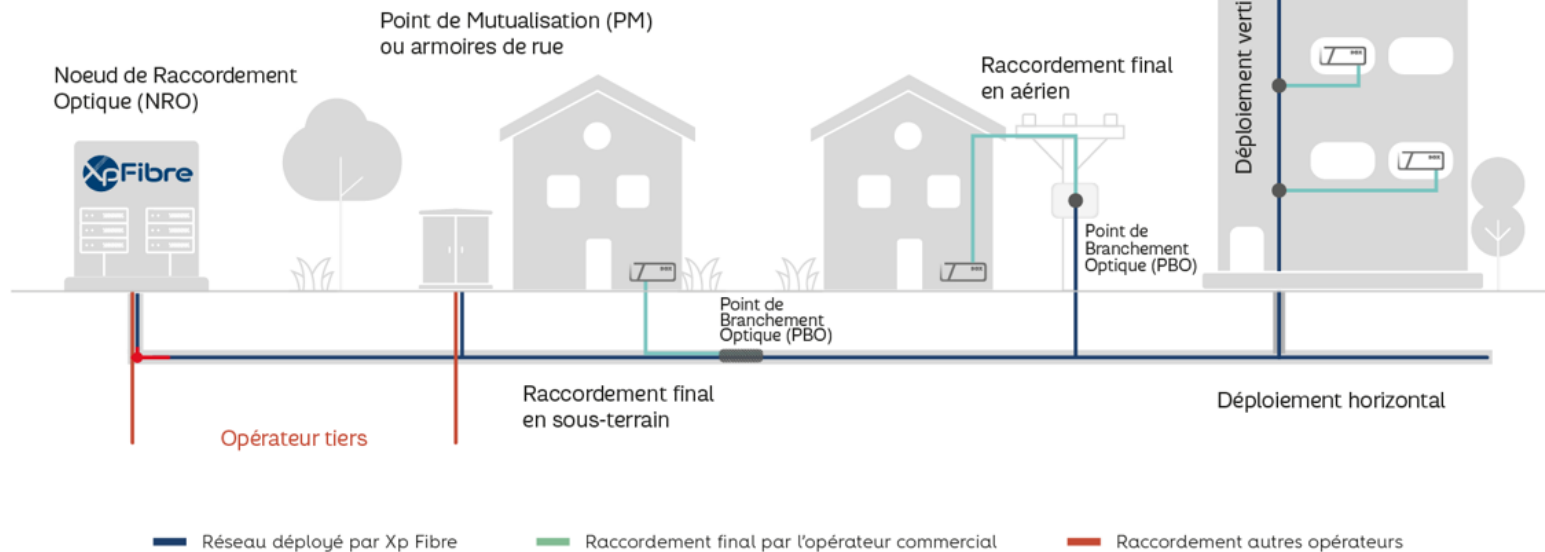 Point de Mutualisation (PM)
ou armoires de rue
Noeud de Raccordement
Optique (NRO)
Raccordement final
en aérien
XpFibre
Point de
Branchement
Optique (PBO)
Point de
Branchement
Optique (PBO)
Raccordement final
en sous-terrain
Déploiement horizontal
Opérateur tiers
Réseau déployé par Xp Fibre
Raccordement final par l'opérateur commercial
Raccordement autres opérateurs
Déploiement verti